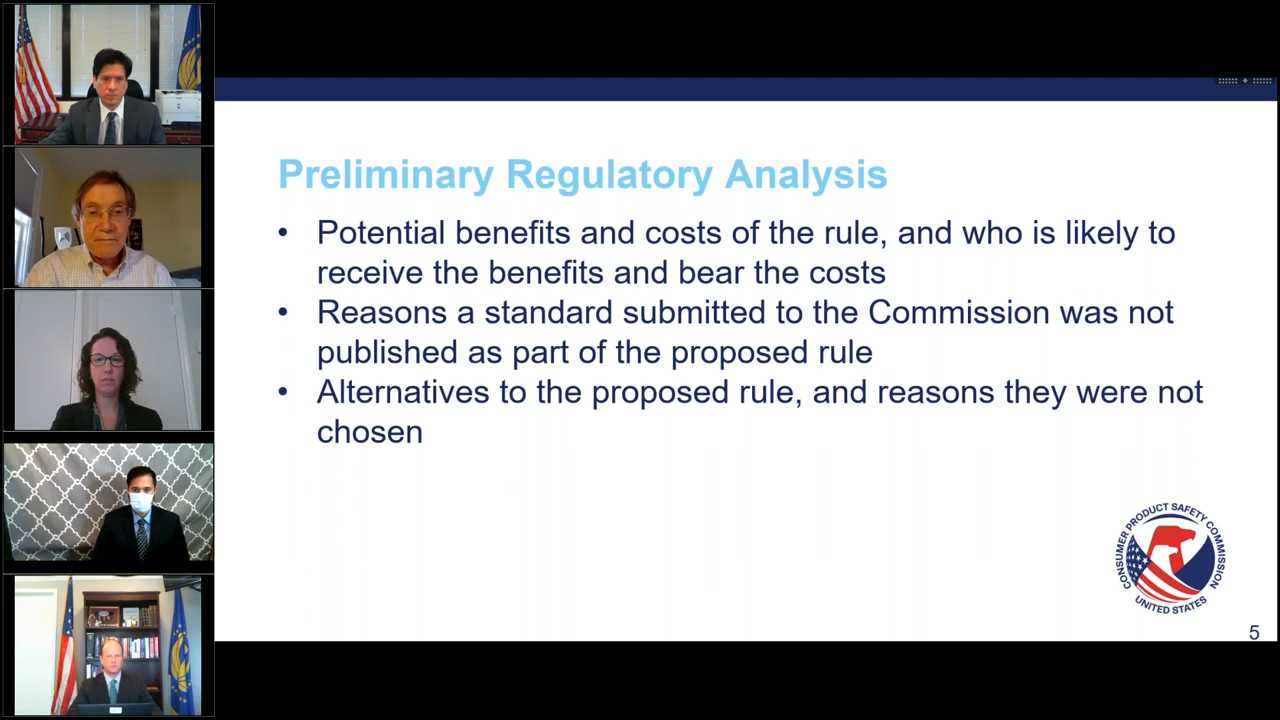 Preliminary Regulatory Analysis
• Potential benefits and costs of the rule, and who is likely to
receive the benefits and bear the costs
• Reasons a standard submitted to the Commission was not
published as part of the proposed rule
• Alternatives to the proposed rule, and reasons they were not
chosen
CONSUMER PRODUCT SAFETY COMMISSION
UNITED STATES
5